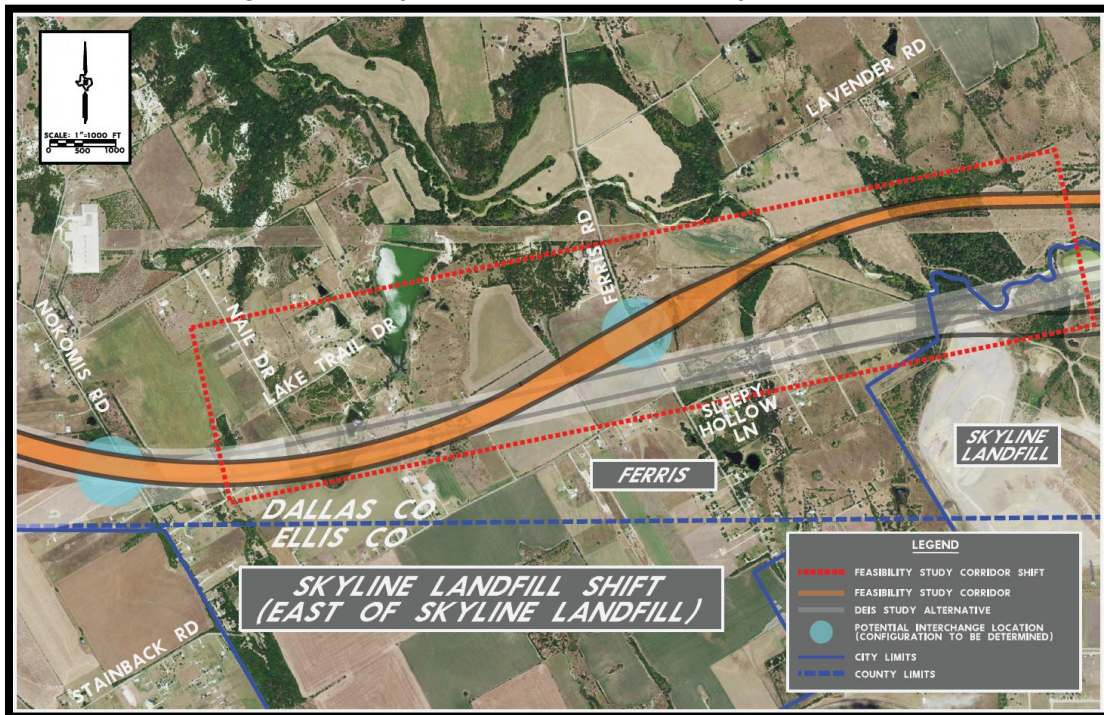 SCALE: 1"=1000 FT
0 500 1000
LAVENDER RD
FERRIS RD
NOKOMIS RD
NAIL DR
LAKE TRAIL DR
SLEEPY
HOLLOW
LN
SKYLINE
LANDFILL
FERRIS
DALLAS CO
ELLIS CO
SKYLINE LANDFILL SHIFT
(EAST OF SKYLINE LANDFILL)
STAINBACK RD
LEGEND
FEASIBILITY STUDY CORRIDOR SHIFT
FEASIBILITY STUDY CORRIDOR
DEIS STUDY ALTERNATIVE
POTENTIAL INTERCHANGE LOCATION
(CONFIGURATION TO BE DETERMINED)
CITY LIMITS
COUNTY LIMITS